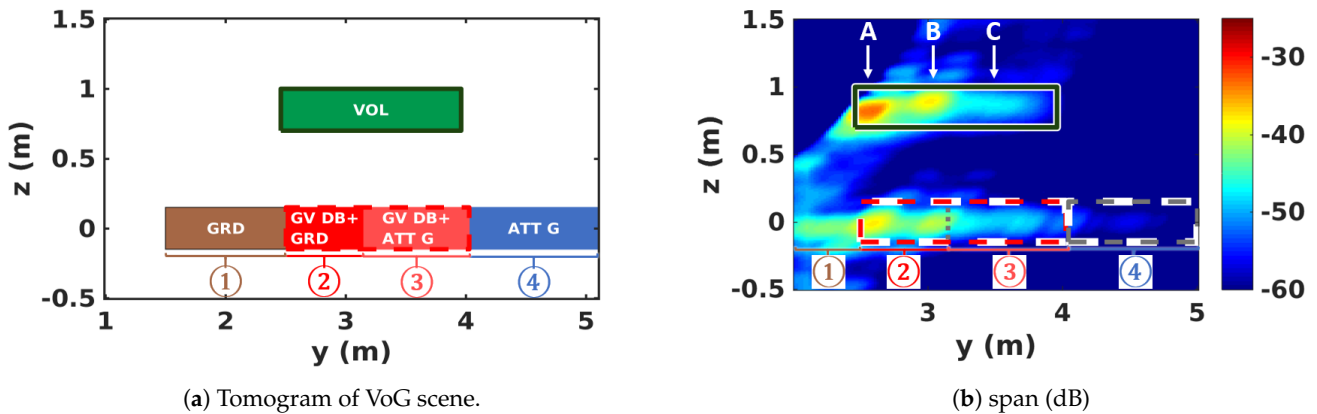 1.5
1
0.5
0
-0.5
z (m)
VOL
GRD
GV DB+
GRD
GV DB+
ATT G
ATT G
1
2
3
4
1
2
3
4
5
y (m)
(a) Tomogram of VoG scene.
1.5
1
0.5
0
-0.5
z (m)
A
B
C
1
2
3
4
3
4
5
y (m)
-30
-40
-50
-60
(b) span (dB)